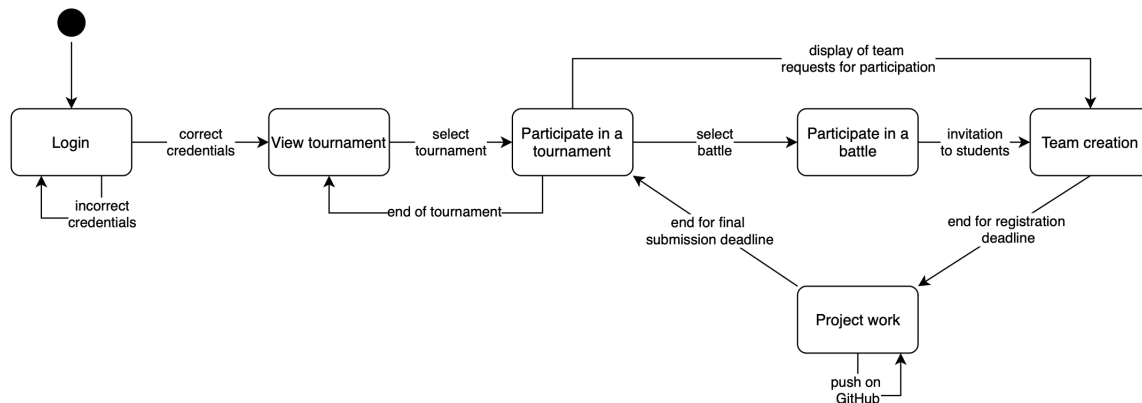 display of team
requests for participation
Login
correct
credentials
View tournament
select
tournament
Participate in a
tournament
select
battle
Participate in a
battle
invitation
to students
Team creation
incorrect
credentials
end of tournament
end for final
submission deadline
end for registration
deadline
Project work
push on
GitHub